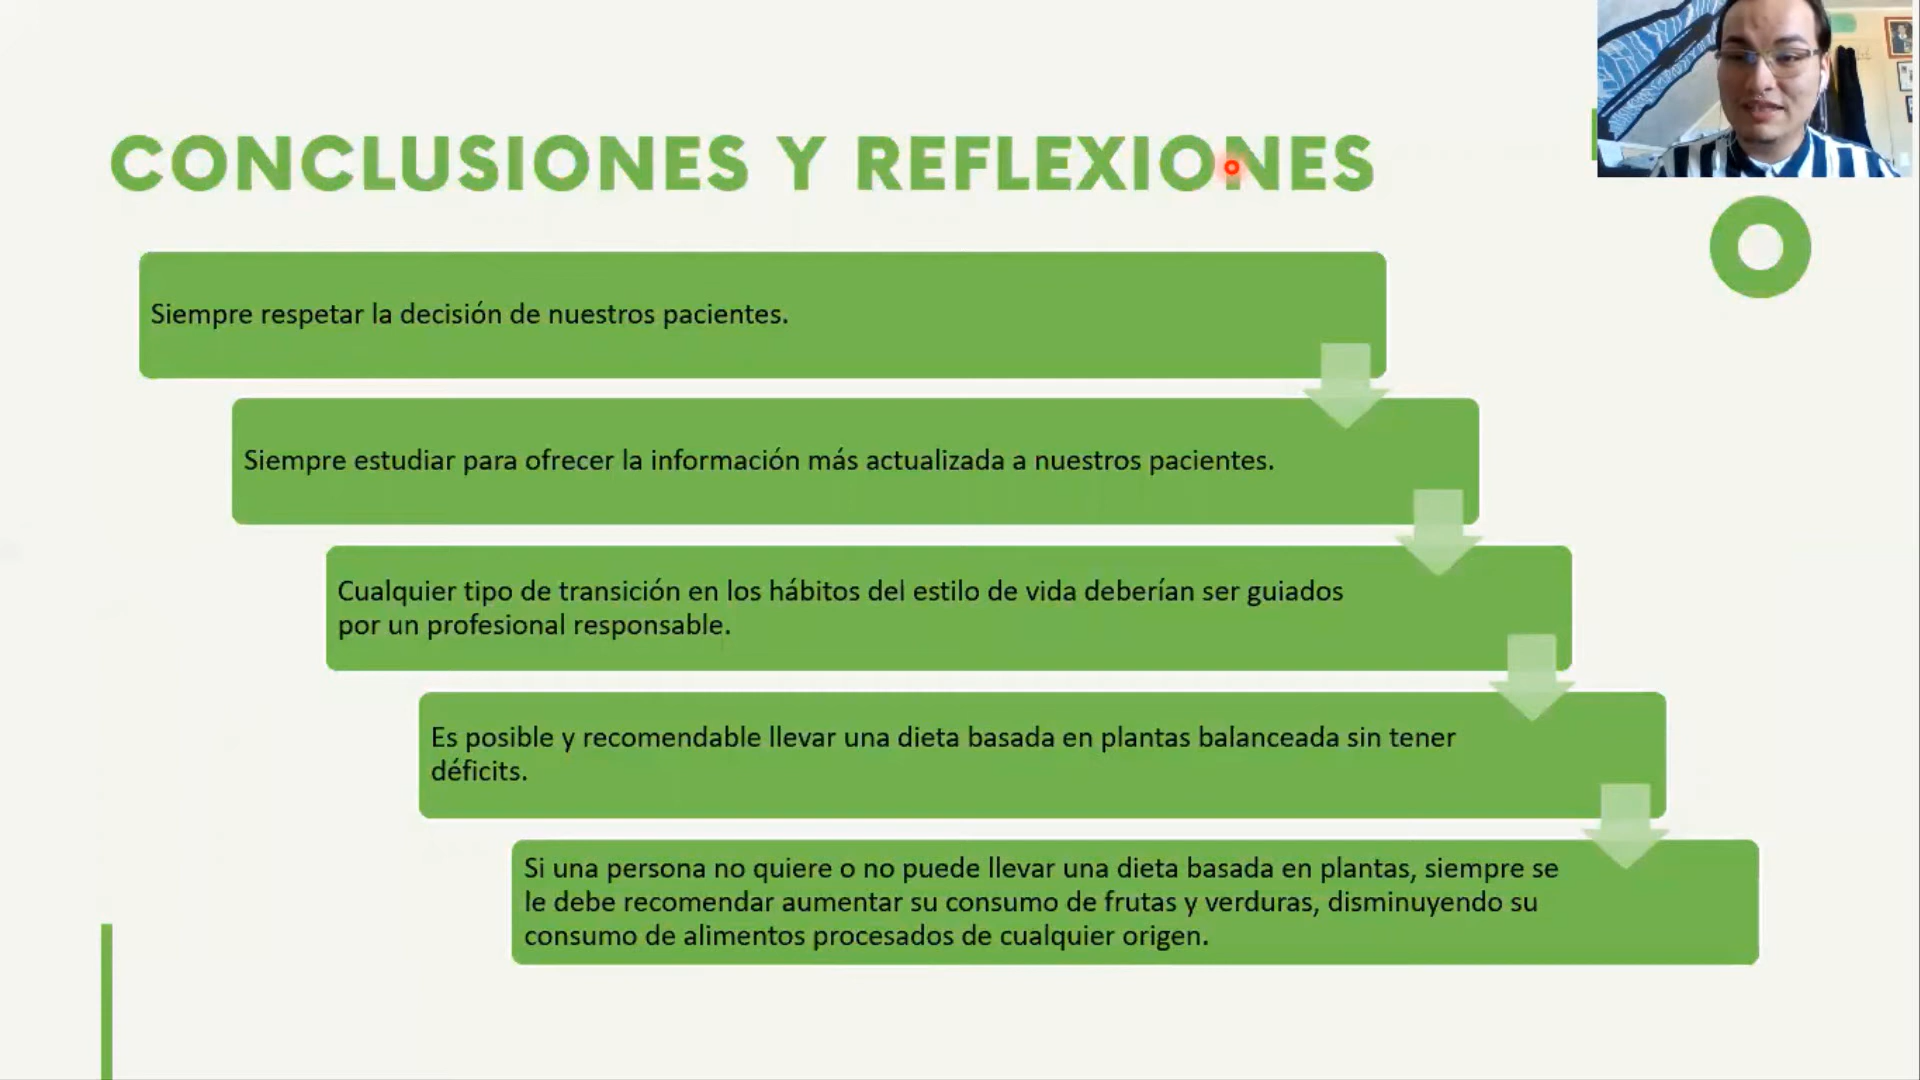 CONCLUSIONES Y REFLEXIONES
Siempre respetar la decisión de nuestros pacientes.
Siempre estudiar para ofrecer la información más actualizada a nuestros pacientes.
Cualquier tipo de transición en los hábitos del estilo de vida deberían ser guiados
por un profesional responsable.
Es posible y recomendable llevar una dieta basada en plantas balanceada sin tener
déficits.
Si una persona no quiere o no puede llevar una dieta basada en plantas, siempre se
le debe recomendar aumentar su consumo de frutas y verduras, disminuyendo su
consumo de alimentos procesados de cualquier origen.